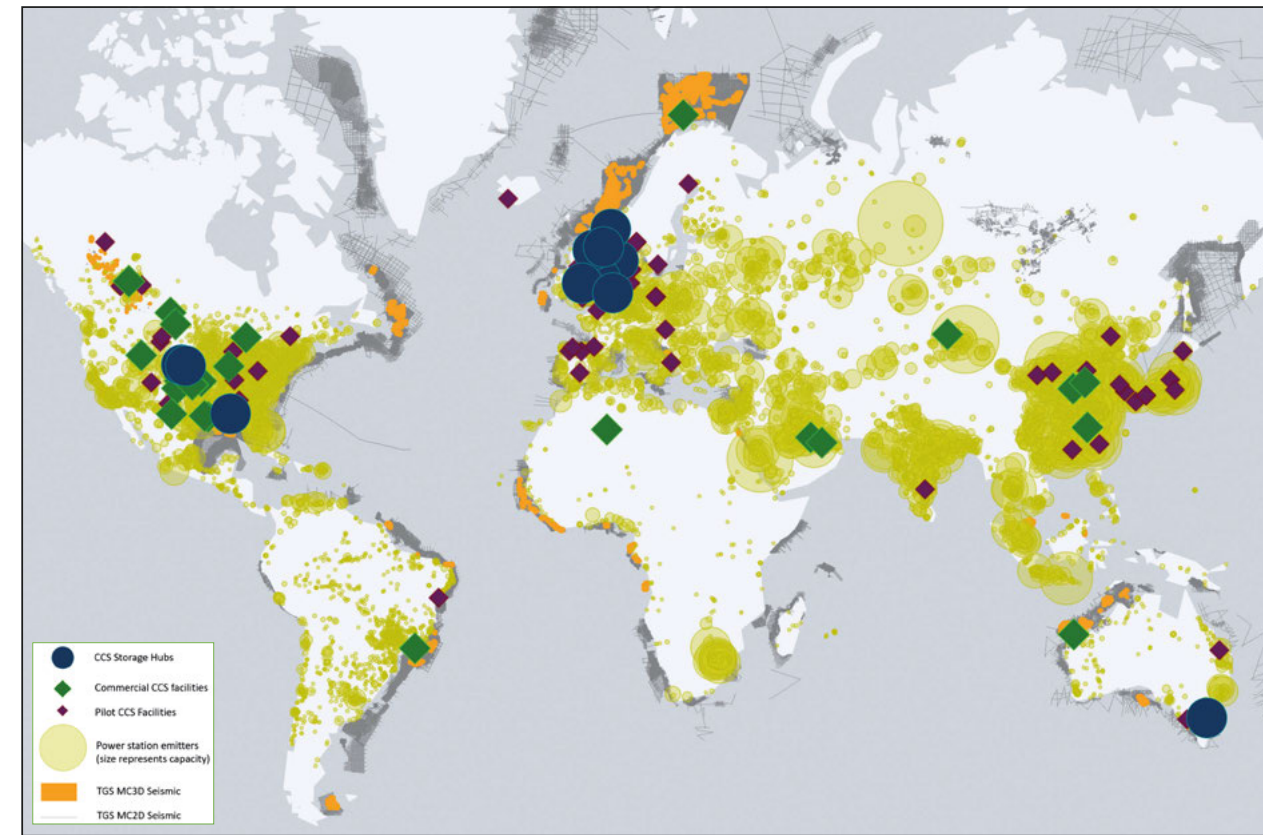 CCS Storage Hubs
Commercial CCS facilities
Pilot CCS Facilities
Power station emitters
(size represents capacity)
TGS MC3D Seismic
TGS MC2D Seismic